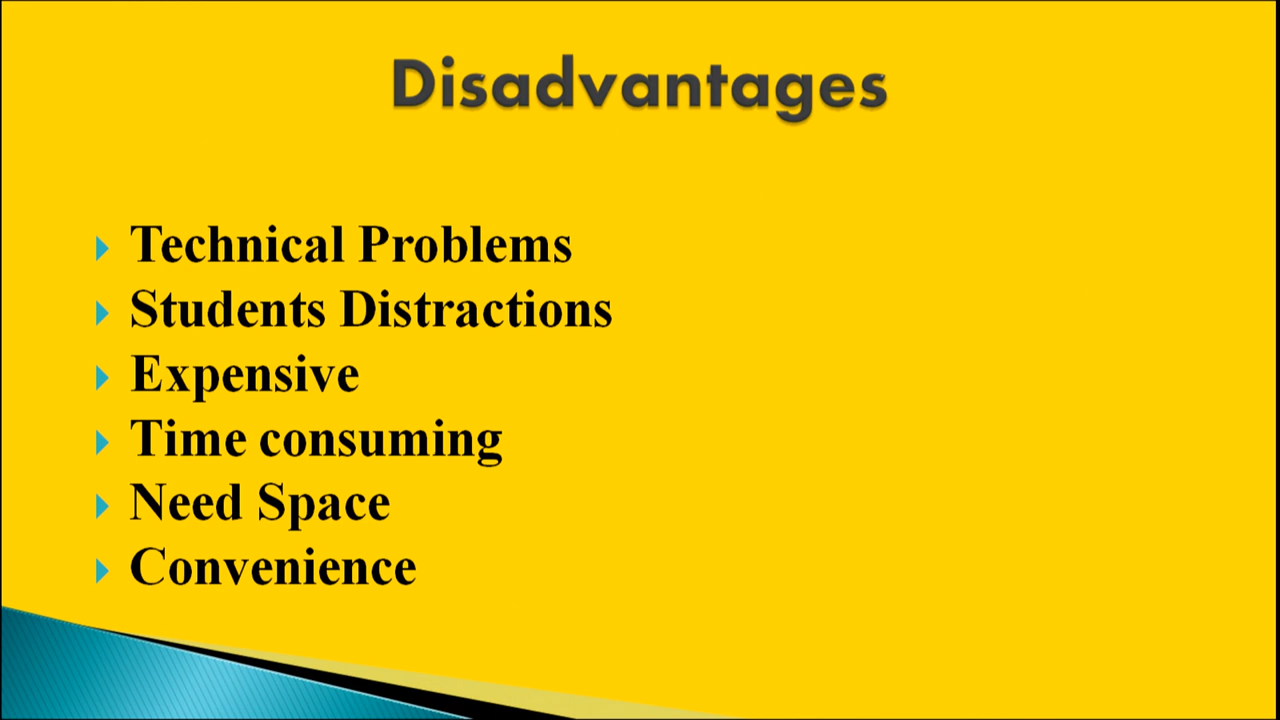 Disadvantages
Technical Problems
Students Distractions
Expensive
Time consuming
Need Space
Convenience